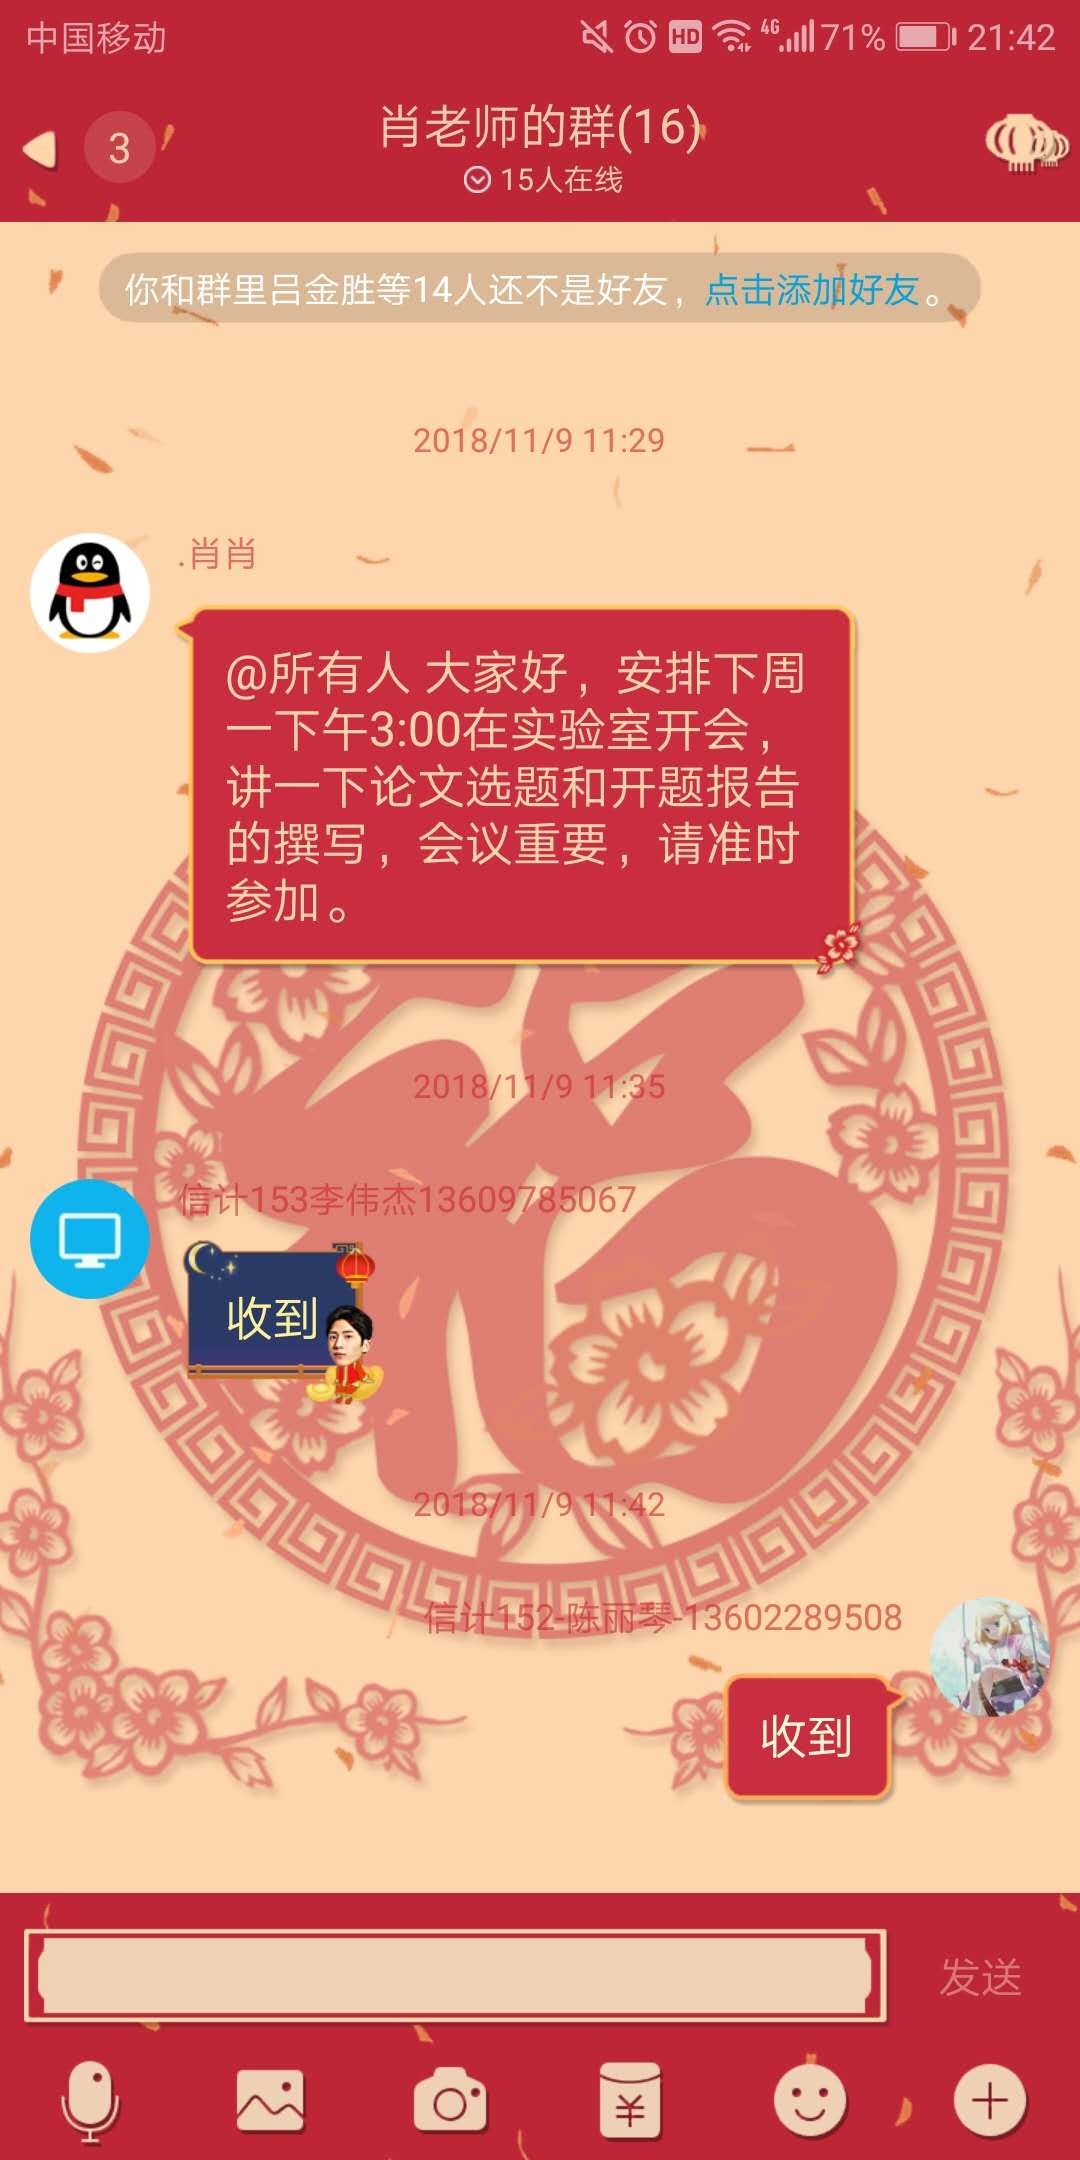 中国移动 HD 4G 71% 21:42
3
肖老师的群(16)
15人在线
你和群里吕金胜等14人还不是好友，点击添加好友。
2018/11/9 11:29
.肖肖
@所有人 大家好，安排下周
一下午3:00在实验室开会，
讲一下论文选题和开题报告
的撰写，会议重要，请准时
参加。
2018/11/9 11:35
信计153李伟杰13609785067
收到
2018/11/9 11:42
信计152-陈丽琴-13602289508
收到
福
发送